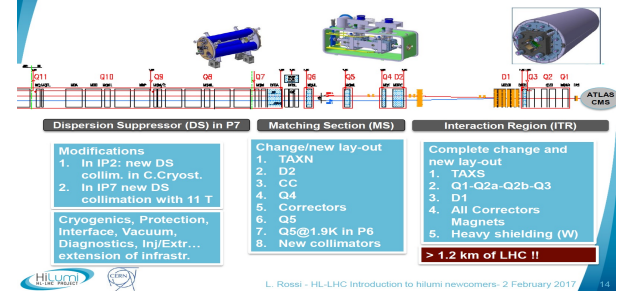 Q11
Q10
Q9
Q8
Q7
Q6
Q5
Q4 D2
D1
Q3 Q2 Q1
ATLAS
CMS
Dispersion Suppressor (DS) in P7
Matching Section (MS)
Interaction Region (ITR)
Modifications
1. In IP2: new DS
collim. in C.Cryost.
2. In IP7 new DS
collimation with 11 T
Cryogenics, Protection,
Interface, Vacuum,
Diagnostics, Inj/Extr...
extension of infrastr.
Change/new lay-out
1. TAXN
2. D2
3. CC
4. Q4
5. Correctors
6. Q5
7. Q5@1.9K in P6
8. New collimators
Complete change and
new lay-out
1. TAXS
2. Q1-Q2a-Q2b-Q3
3. D1
4. All Correctors
Magnets
5. Heavy shielding (W)
> 1.2 km of LHC !!
HiLumi
HL-LHC PROJECT
CERN
L. Rossi - HL-LHC Introduction to hilumi newcomers- 2 February 2017
14